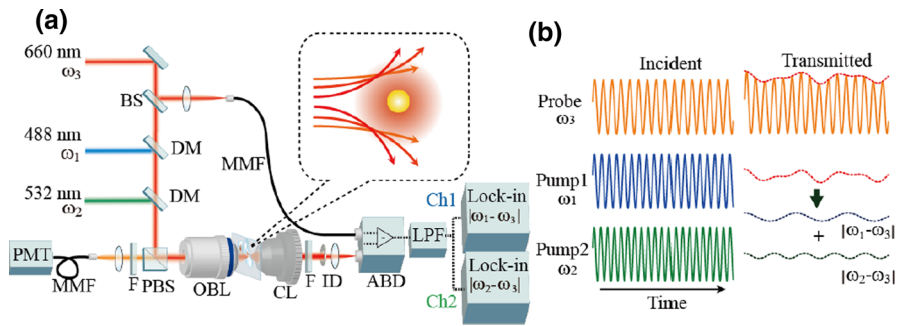 (a)
660 nm
ω₃
BS
488 nm
ω₁
DM
532 nm
ω₂
DM
MMF
PMT
MMF
F
PBS
OBL
CL
F
ID
ABD
LPF
Ch1
Lock-in
|ω₁-ω₃|
Lock-in
|ω₂-ω₃|
Ch2
(b)
Incident
Transmitted
Probe
ω₃
Pump1
ω₁
|ω₁-ω₃|
+
Pump2
ω₂
|ω₂-ω₃|
Time